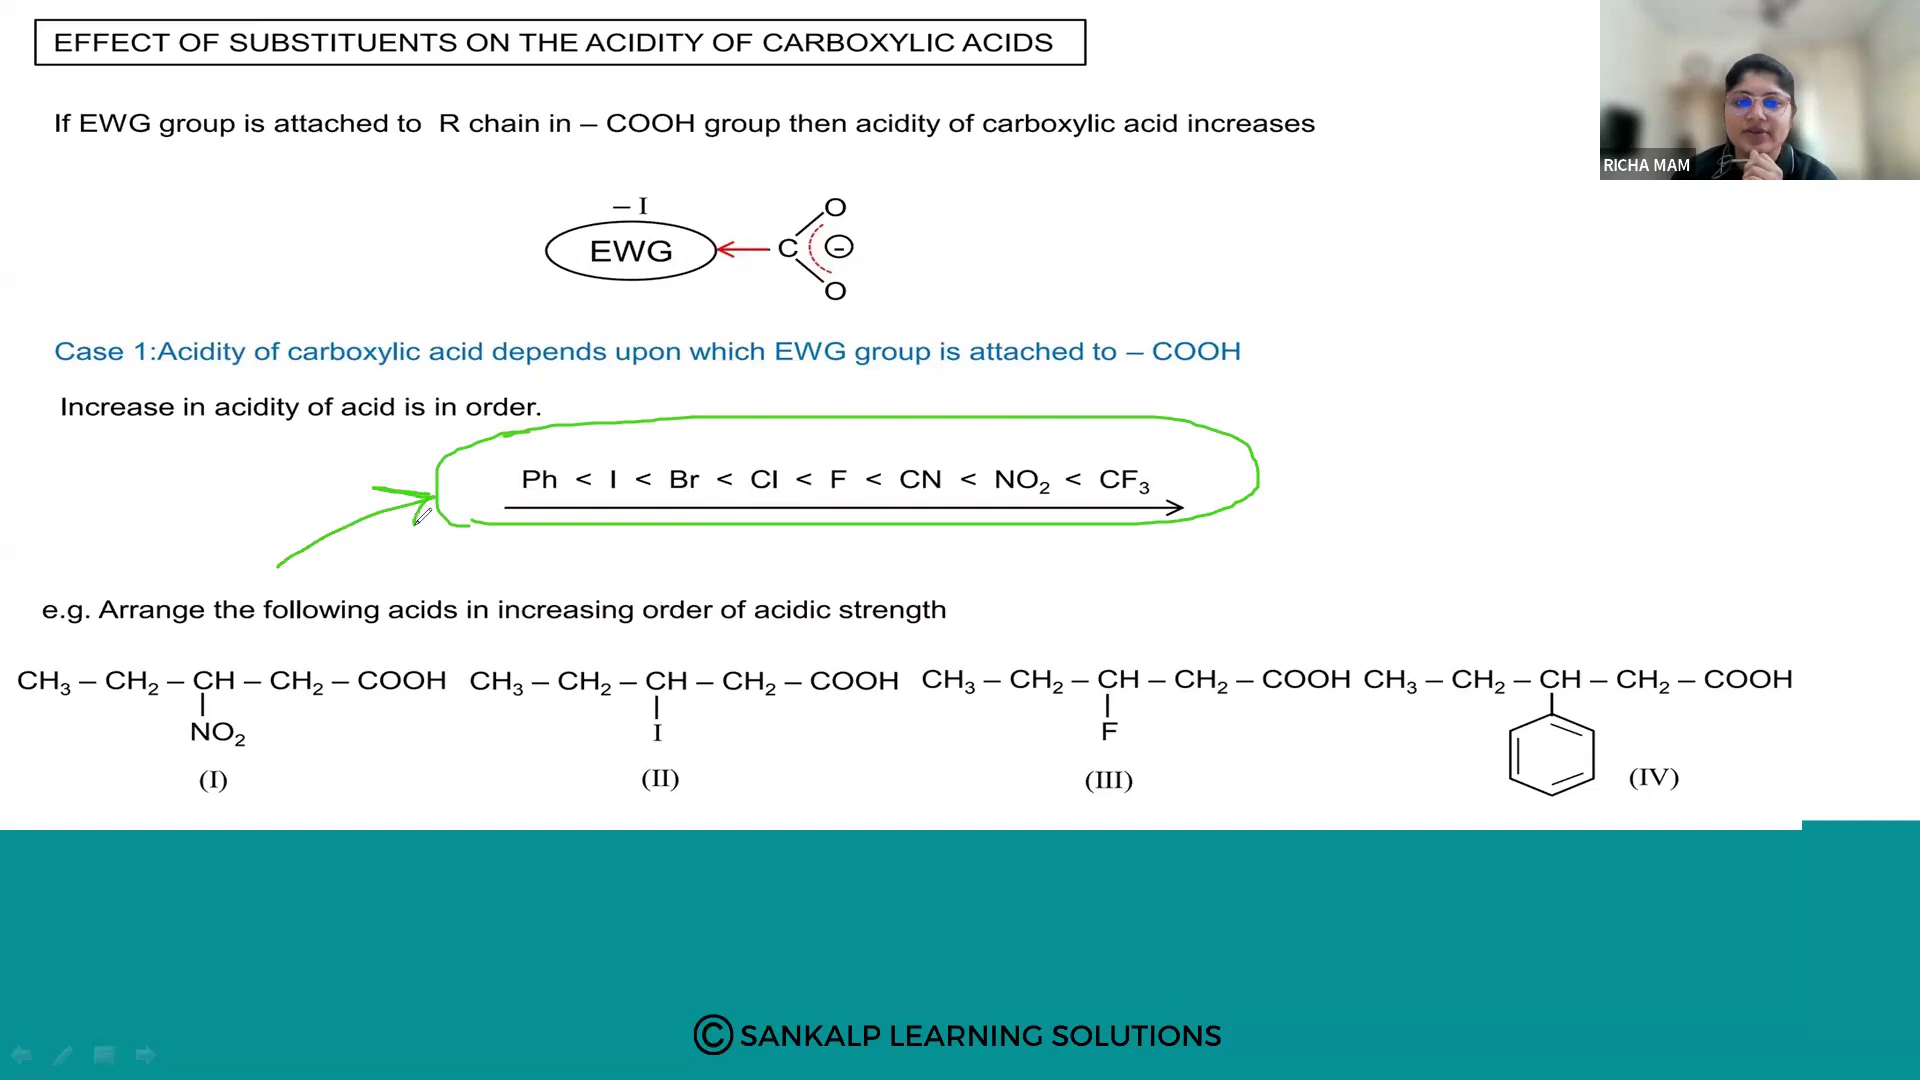 EFFECT OF SUBSTITUENTS ON THE ACIDITY OF CARBOXYLIC ACIDS
RICHA MAM
If EWG group is attached to R chain in – COOH group then acidity of carboxylic acid increases
– I
EWG
C
O
-
O
Case 1:Acidity of carboxylic acid depends upon which EWG group is attached to – COOH
Increase in acidity of acid is in order.
Ph < I < Br < Cl < F < CN < NO₂ < CF₃
e.g. Arrange the following acids in increasing order of acidic strength
CH₃ – CH₂ – CH – CH₂ – COOH
NO₂
(I)
CH₃ – CH₂ – CH – CH₂ – COOH
I
(II)
CH₃ – CH₂ – CH – CH₂ – COOH
F
(III)
CH₃ – CH₂ – CH – CH₂ – COOH
(IV)
© SANKALP LEARNING SOLUTIONS